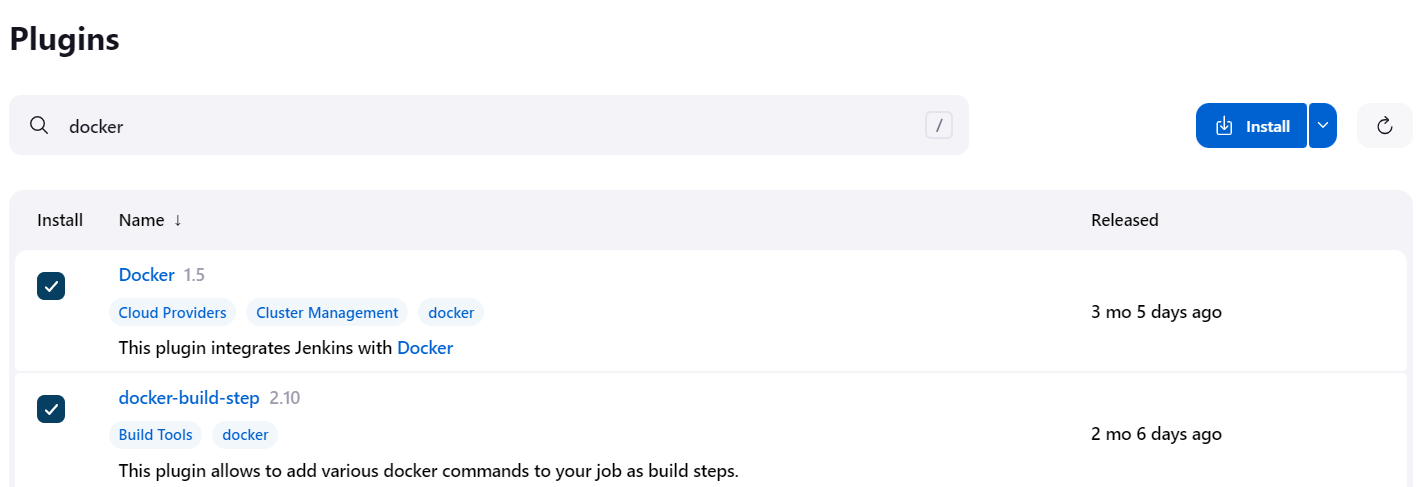 Plugins
docker /
Install
Install Name ↓ Released
Docker 1.5
Cloud Providers Cluster Management docker
3 mo 5 days ago
This plugin integrates Jenkins with Docker
docker-build-step 2.10
Build Tools docker
2 mo 6 days ago
This plugin allows to add various docker commands to your job as build steps.